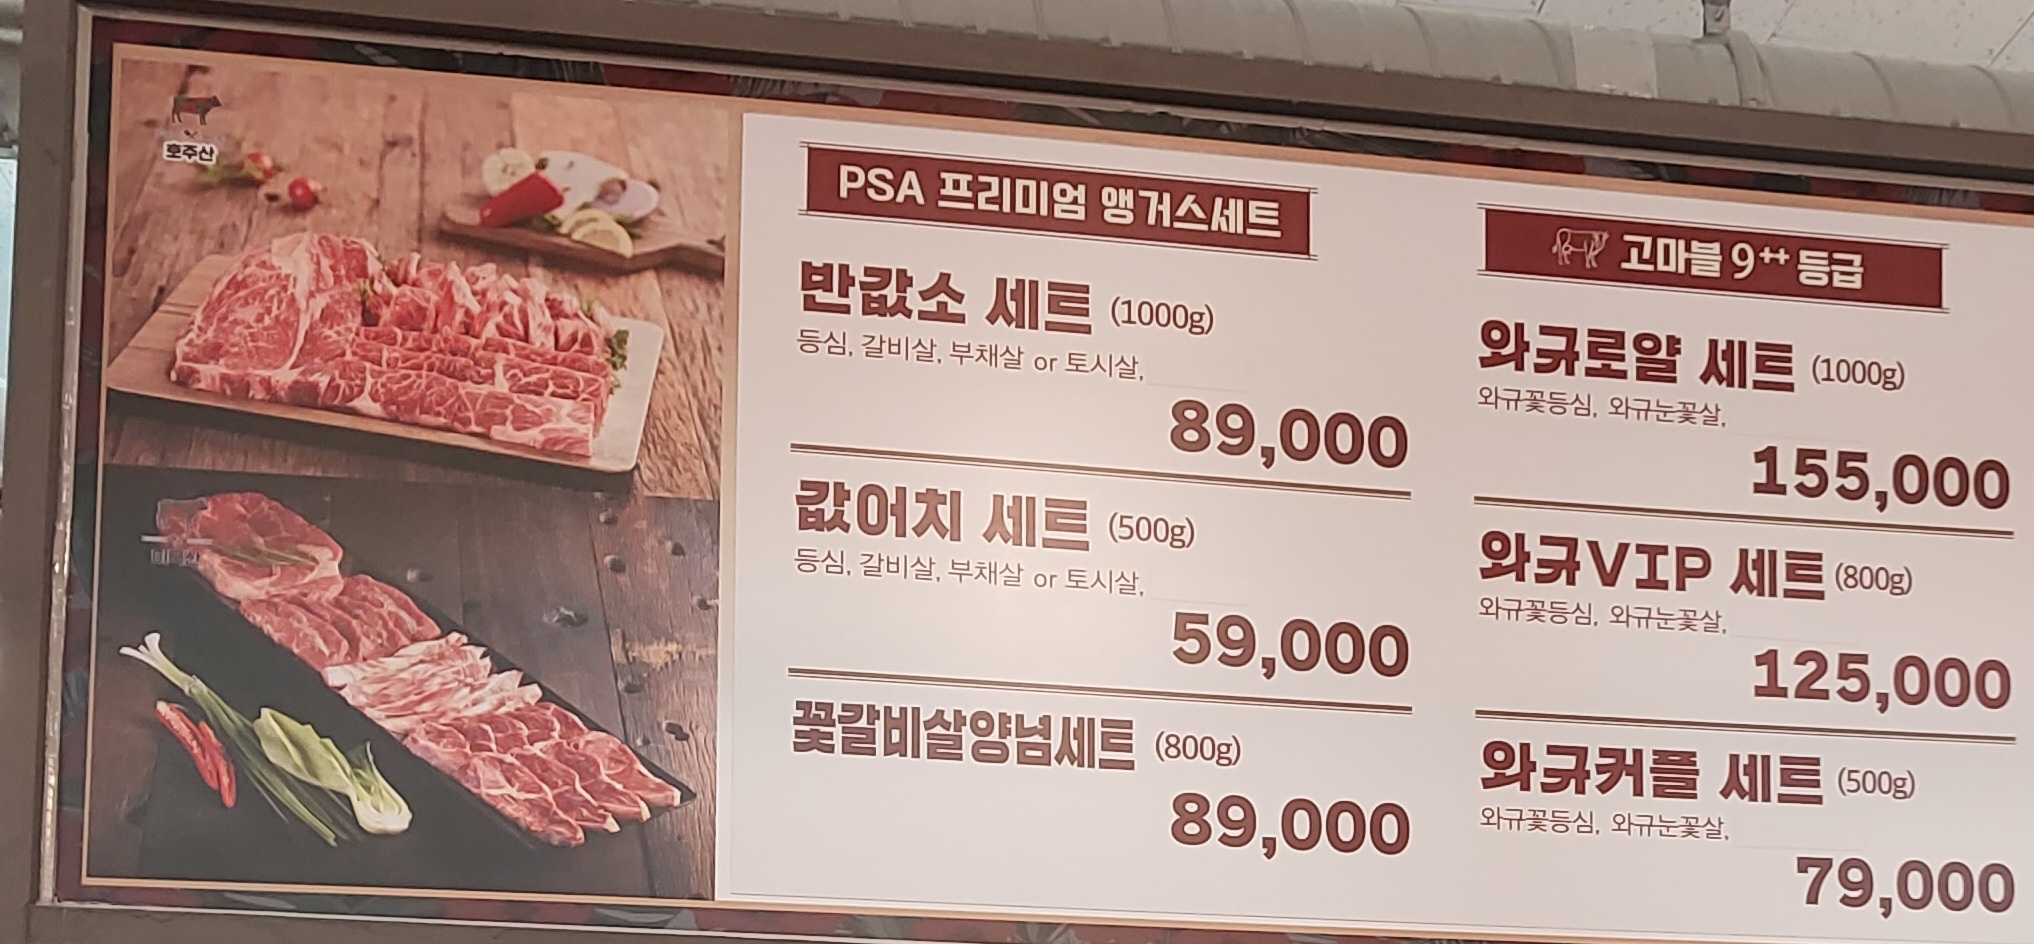 호주산
PSA 프리미엄 앵거스세트
반값소 세트 (1000g)
등심, 갈비살, 부채살 or 토시살,
89,000
값어치 세트 (500g)
등심, 갈비살, 부채살 or 토시살,
59,000
꽃갈비살양념세트 (800g)
89,000
고마블 9++ 등급
와규로얄 세트 (1000g)
와규꽃등심, 와규눈꽃살,
155,000
와규VIP 세트 (800g)
와규꽃등심, 와규눈꽃살,
125,000
와규커플 세트 (500g)
와규꽃등심, 와규눈꽃살,
79,000